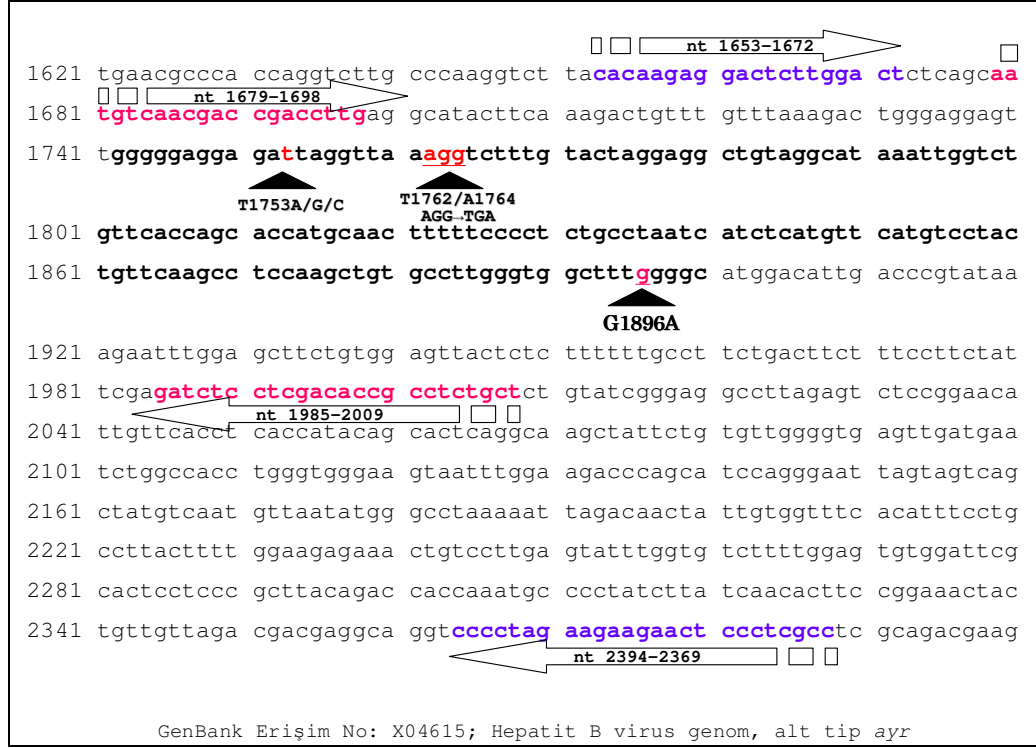 nt 1653-1672
1621 tgaacgccca ccaggtcttg cccaaggtct tacacaagag gactcttgga ctctcagcaa
nt 1679-1698
1681 tgtcaacgac cgaccttgag gcatacttca aagactgttt gtttaaagac tgggaggagt
1741 tgggggagga gattaggtta aaggtctttg tactaggagg ctgtaggcat aaattggtct
T1753A/G/C T1762/A1764
AGG→TGA
1801 gttcaccagc accatgcaac tttttcccct ctgcctaatc atctcatgtt catgtcctac
1861 tgttcaagcc tccaagctgt gccttgggtg gctttggggc atggacattg acccgtataa
G1896A
1921 agaatttgga gcttctgtgg agttactctc ttttttgcct tctgacttct ttccttctat
1981 tcgagatctc ctcgacaccg cctctgctct gtatcgggag gccttagagt ctccggaaca
nt 1985-2009
2041 ttgttcacct caccatacag cactcaggca agctattctg tgttggggtg agttgatgaa
2101 tctggccacc tgggtgggaa gtaatttgga agacccagca tccagggaat tagtagtcag
2161 ctatgtcaat gttaatatgg gcctaaaaat tagacaacta ttgtggtttc acatttcctg
2221 ccttactttt ggaagagaaa ctgtccttga gtatttggtg tcttttggag tgtggattcg
2281 cactcctccc gcttacagac caccaaatgc ccctatctta tcaacacttc cggaaactac
2341 tgttgttaga cgacgaggca ggtcccctag aagaagaact ccctcgcctc gcagacgaag
nt 2394-2369
GenBank Erişim No: X04615; Hepatit B virus genom, alt tip ayr